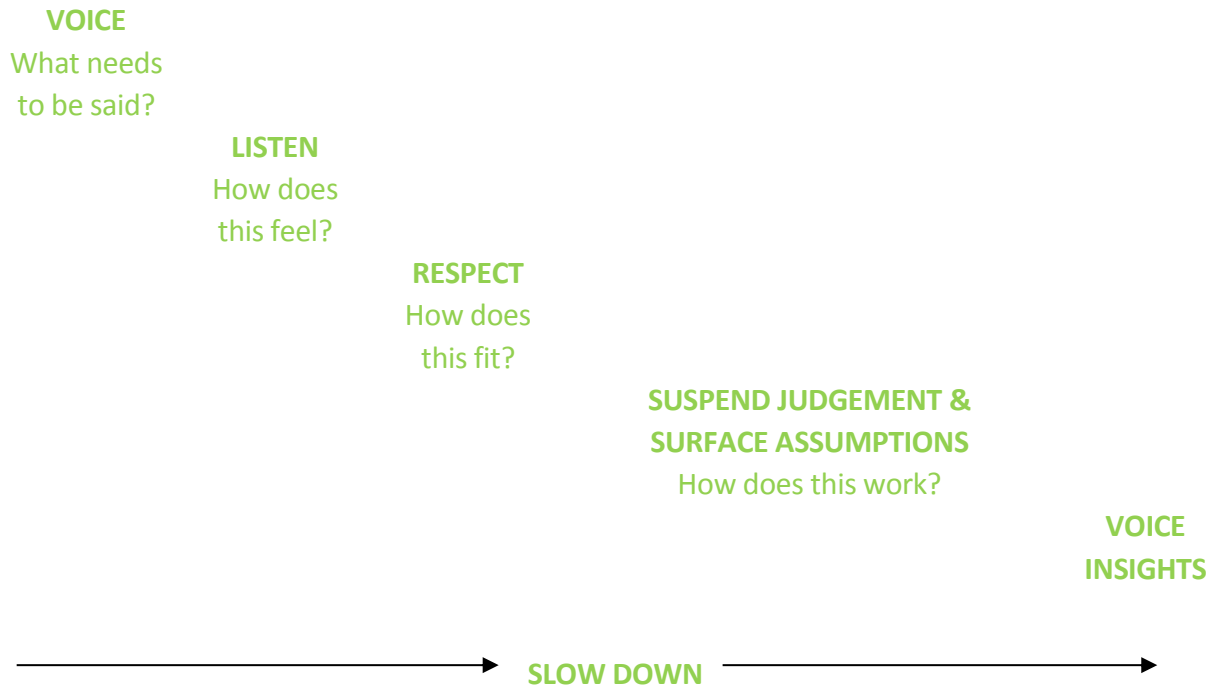 VOICE
What needs
to be said?
LISTEN
How does
this feel?
RESPECT
How does
this fit?
SUSPEND JUDGEMENT &
SURFACE ASSUMPTIONS
How does this work?
VOICE
INSIGHTS
SLOW DOWN